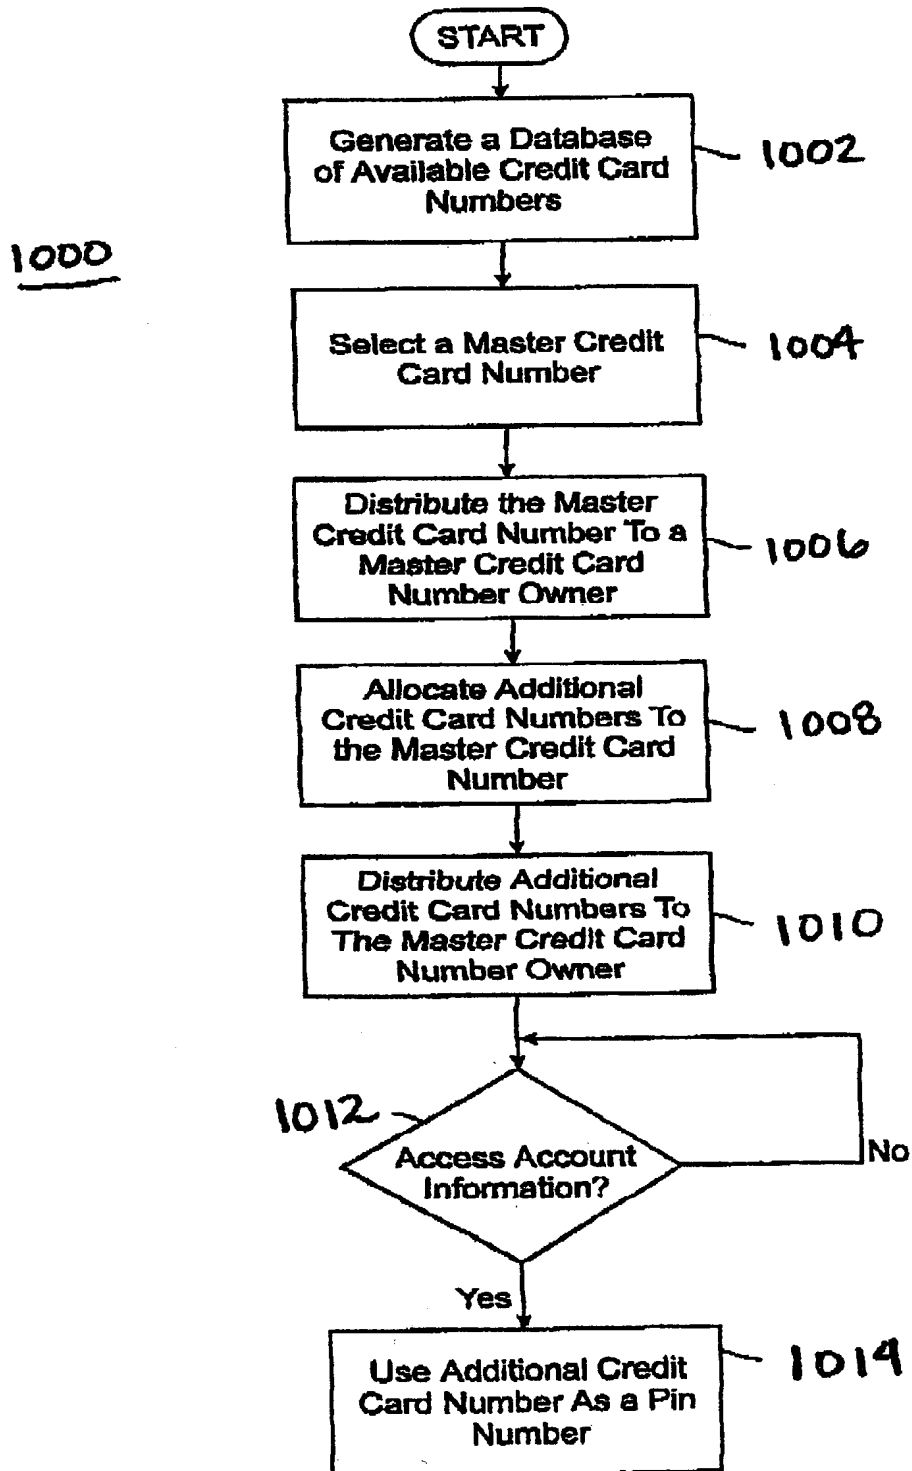 START
Generate a Database
of Available Credit Card
Numbers
1002
1000
Select a Master Credit
Card Number
1004
Distribute the Master
Credit Card Number To a
Master Credit Card
Number Owner
1006
Allocate Additional
Credit Card Numbers To
the Master Credit Card
Number
1008
Distribute Additional
Credit Card Numbers To
The Master Credit Card
Number Owner
1010
1012
Access Account
Information?
No
Yes
Use Additional Credit
Card Number As a Pin
Number
1014